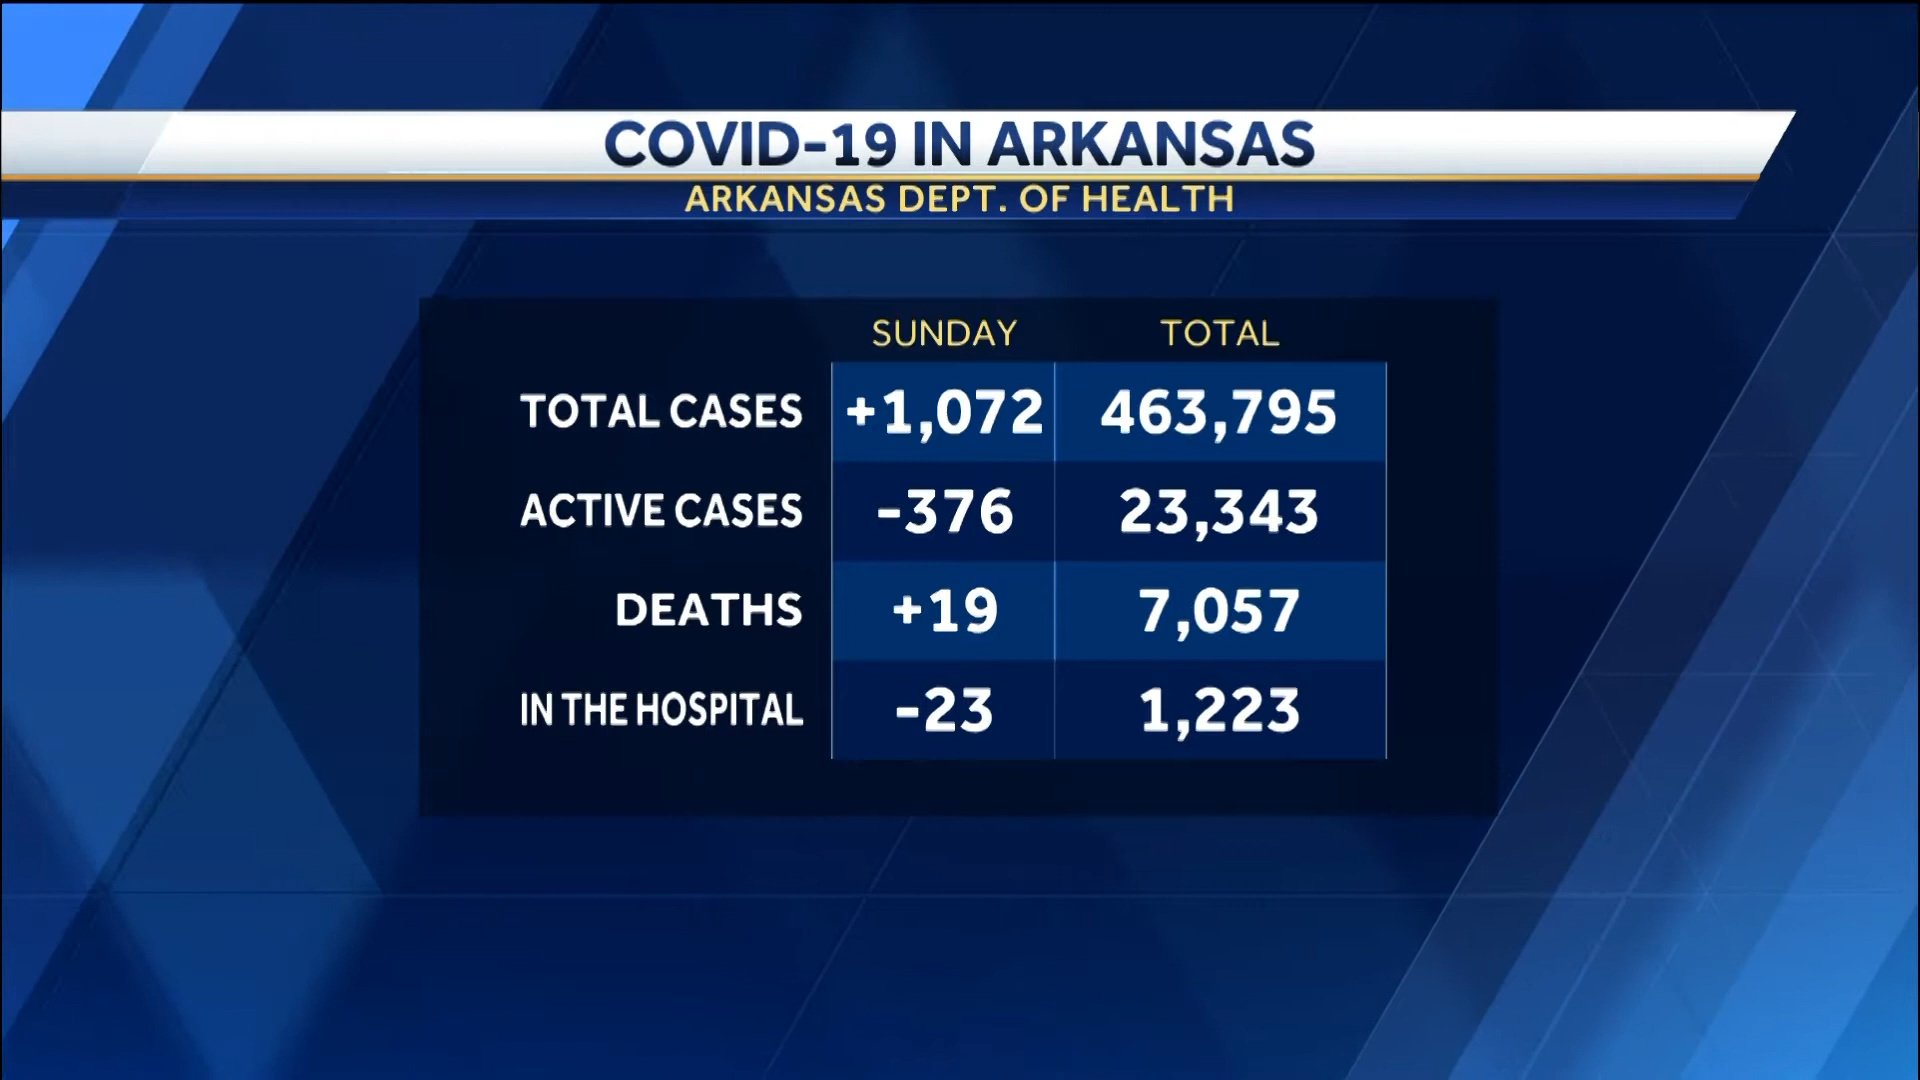 COVID-19 IN ARKANSAS
ARKANSAS DEPT. OF HEALTH
SUNDAY TOTAL
TOTAL CASES +1,072 463,795
ACTIVE CASES -376 23,343
DEATHS +19 7,057
IN THE HOSPITAL -23 1,223